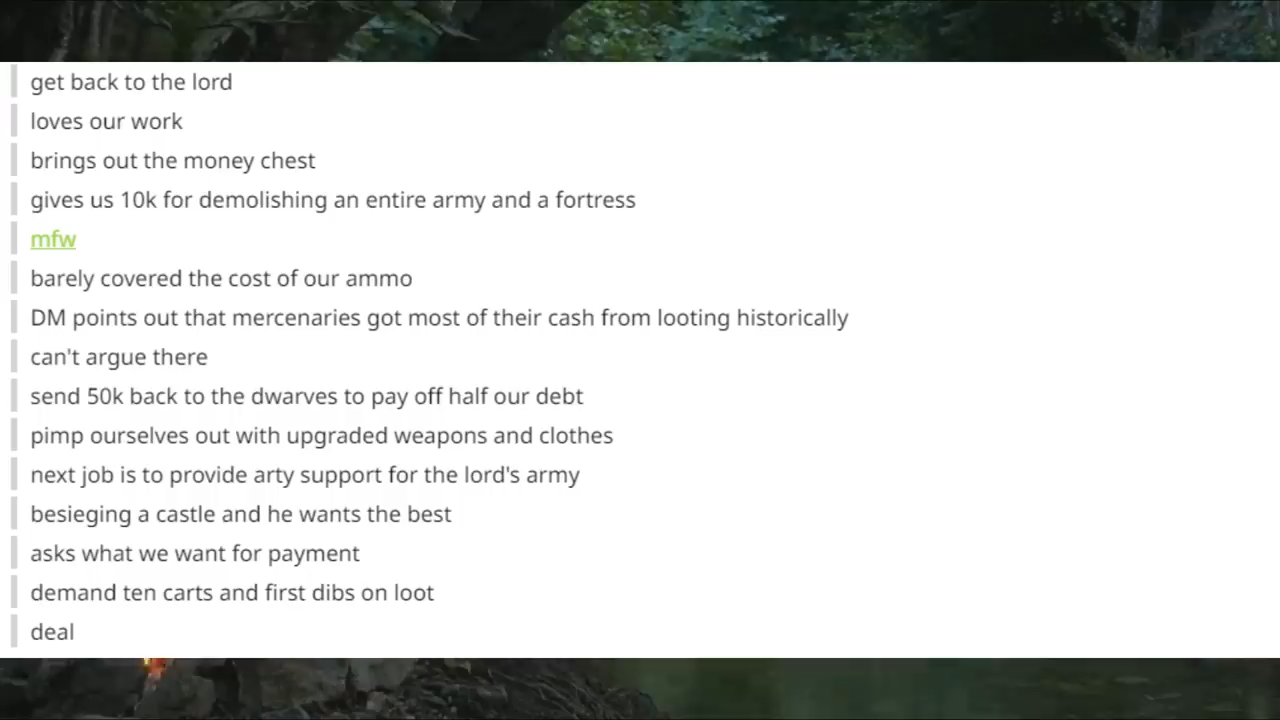 get back to the lord
loves our work
brings out the money chest
gives us 10k for demolishing an entire army and a fortress
mfw
barely covered the cost of our ammo
DM points out that mercenaries got most of their cash from looting historically
can't argue there
send 50k back to the dwarves to pay off half our debt
pimp ourselves out with upgraded weapons and clothes
next job is to provide arty support for the lord's army
besieging a castle and he wants the best
asks what we want for payment
demand ten carts and first dibs on loot
deal